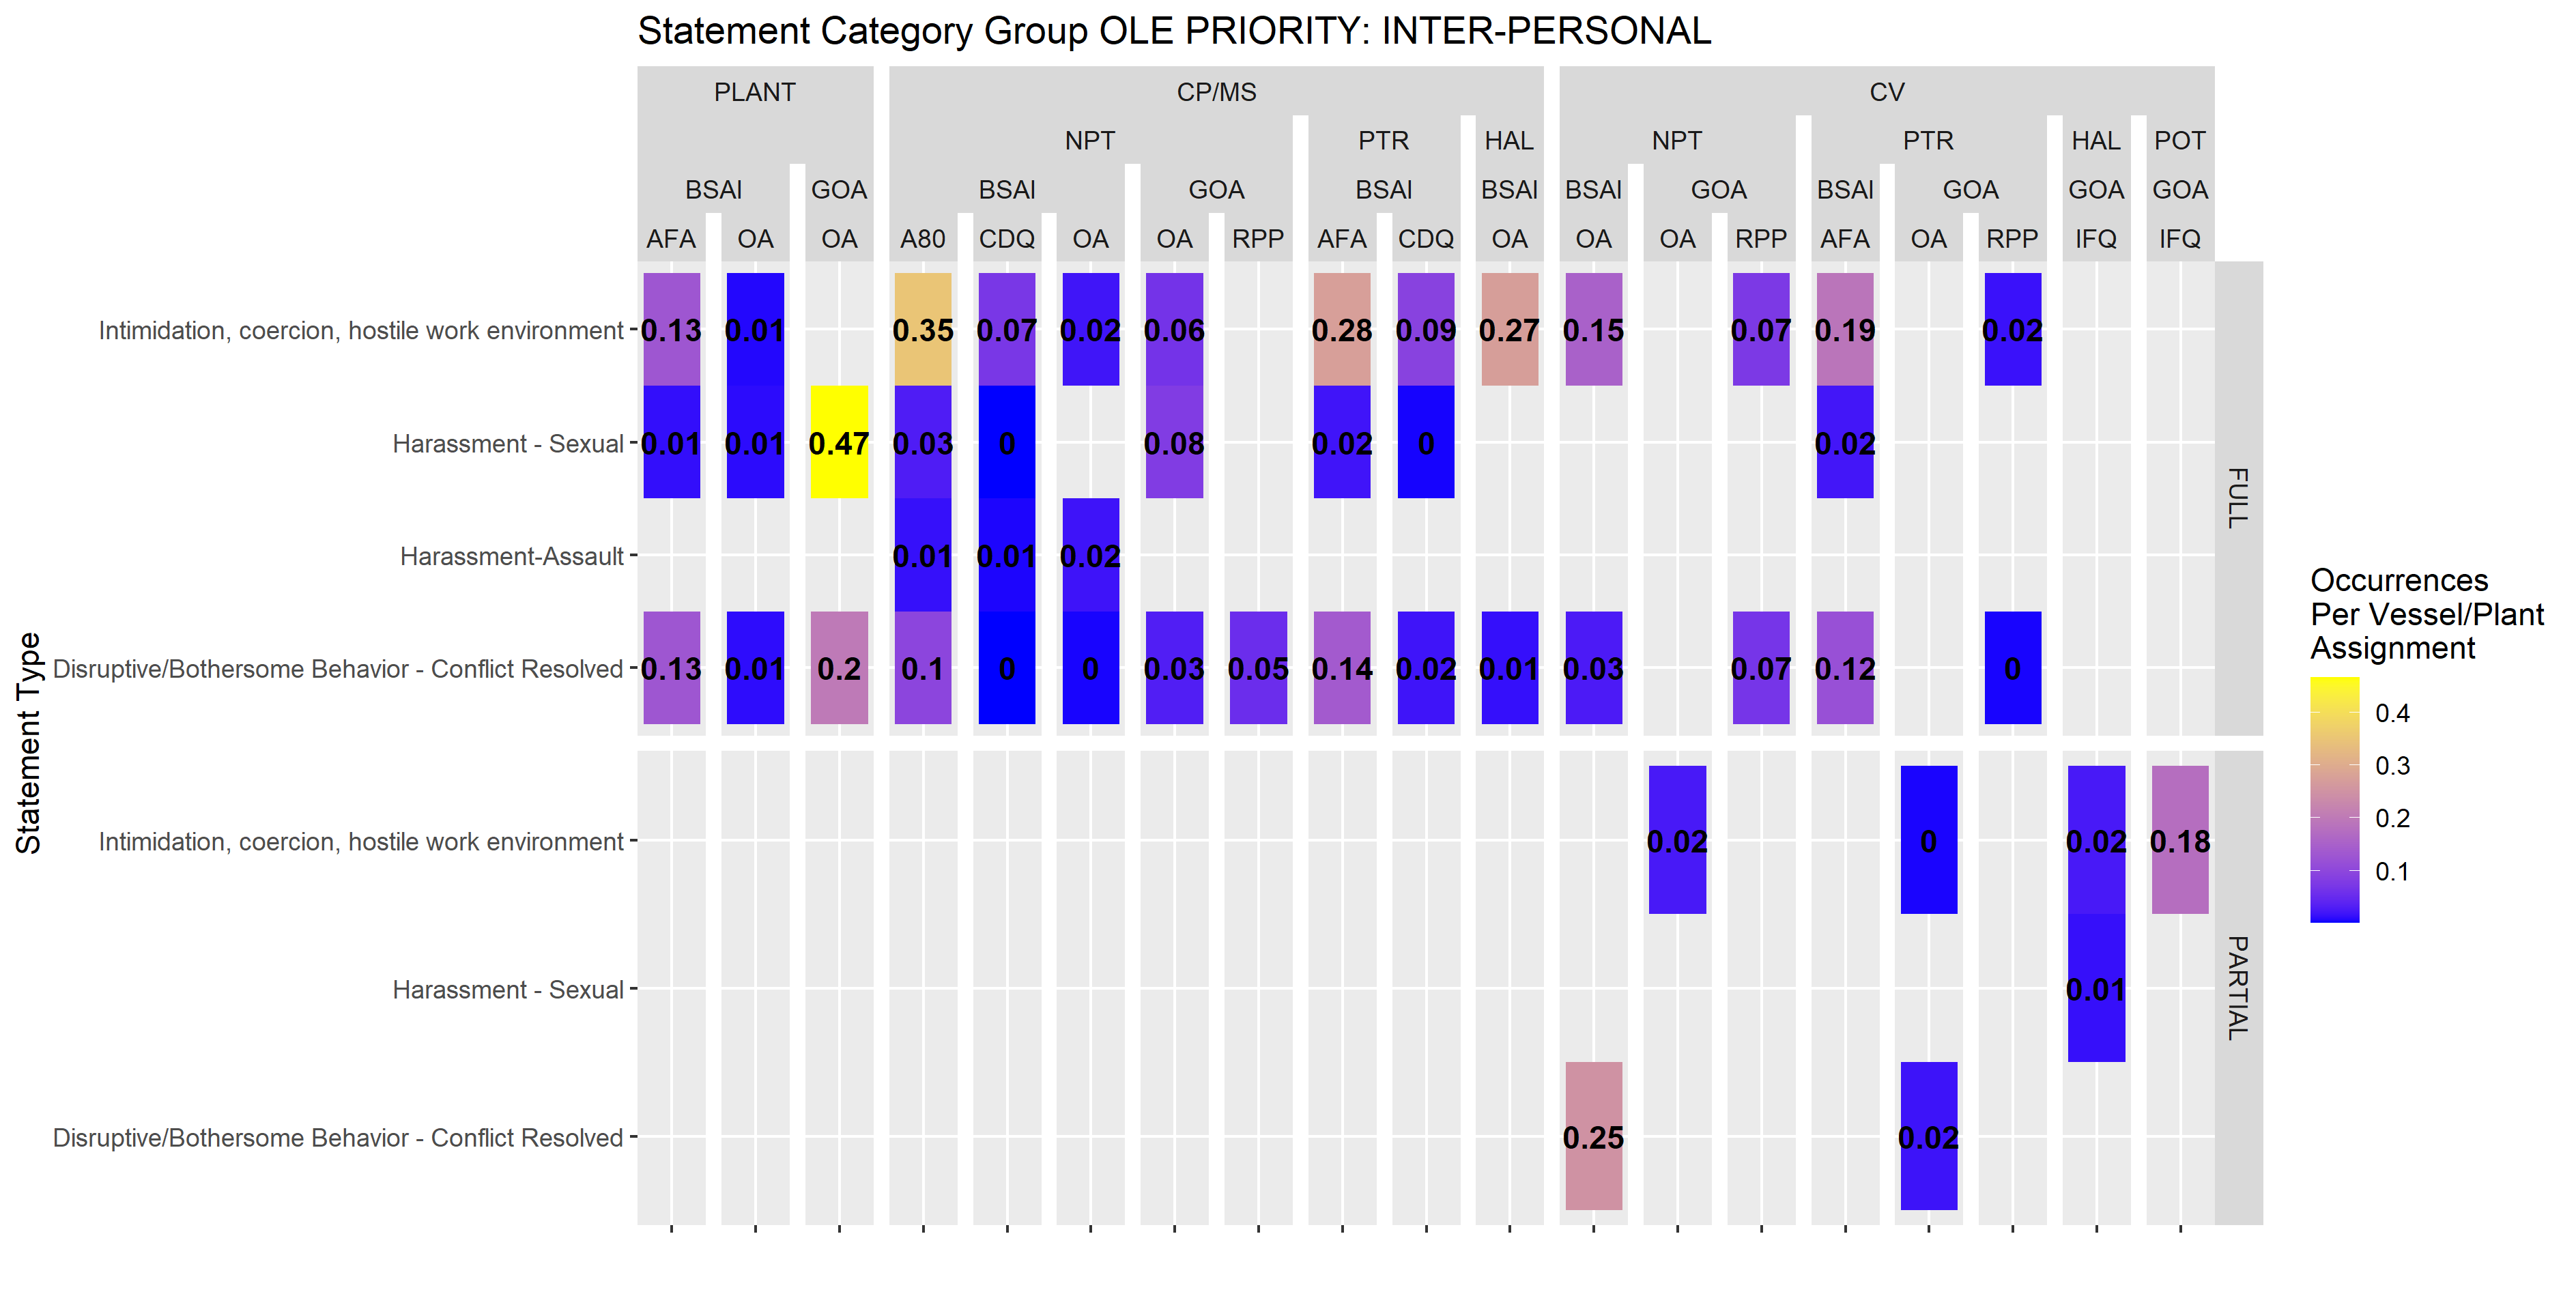 Statement Category Group OLE PRIORITY: INTER-PERSONAL
PLANT CP/MS CV
NPT PTR HAL NPT PTR HAL POT
BSAI GOA BSAI GOA BSAI BSAI BSAI GOA BSAI GOA GOA GOA
AFA OA OA A80 CDQ OA OA RPP AFA CDQ OA OA OA RPP AFA OA RPP IFQ IFQ
Intimidation, coercion, hostile work environment 0.13 0.01 0.35 0.07 0.02 0.06 0.28 0.09 0.27 0.15 0.07 0.19 0.02
Harassment - Sexual 0.01 0.01 0.47 0.03 0 0.08 0.02 0 0.02
Harassment-Assault 0.01 0.01 0.02
Disruptive/Bothersome Behavior - Conflict Resolved 0.13 0.01 0.2 0.1 0 0 0.03 0.05 0.14 0.02 0.01 0.03 0.07 0.12 0
FULL
Intimidation, coercion, hostile work environment 0.02 0 0.02 0.18
Harassment - Sexual 0.01
Disruptive/Bothersome Behavior - Conflict Resolved 0.25 0.02
PARTIAL
Statement Type
Occurrences
Per Vessel/Plant
Assignment
0.4
0.3
0.2
0.1